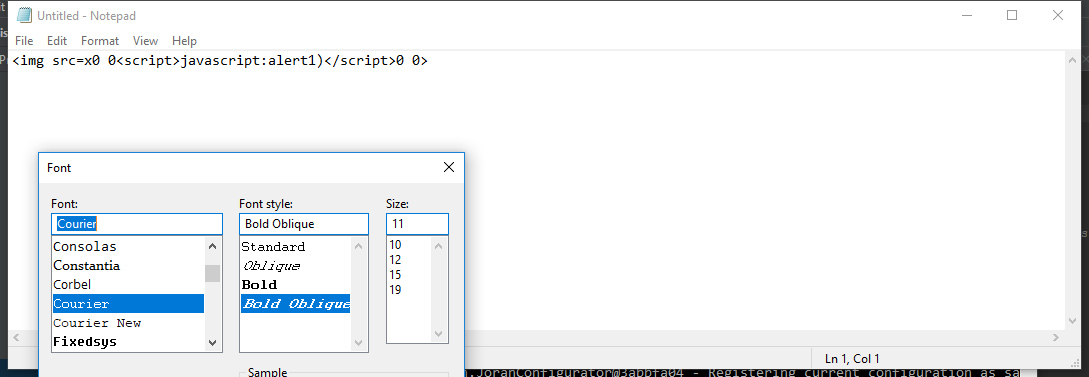 Untitled - Notepad
File Edit Format View Help
<img src=x0 0<script>javascript:alert1)</script>0 0>
Font
Font: Font style: Size:
Courier Bold Oblique 11
Consolas Standard 10
Constantia Oblique 12
Corbel Bold 15
Courier Bold Oblique 19
Courier New
Fixedsys
Sample
Ln 1, Col 1
.JoranConfigurator@3abbfa04 - Registering current configuration as sa